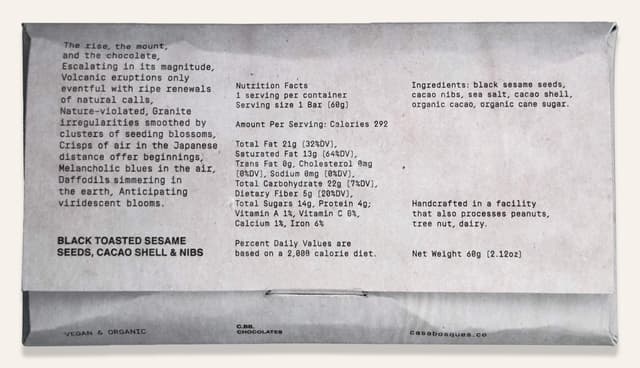 The rise, the mount,
and the chocolate,
Escalating in its magnitude,
Volcanic eruptions only
eventful with ripe renewals
of natural calls,
Nature-violated, Granite
irregularities smoothed by
clusters of seeding blossoms,
Crisps of air in the Japanese
distance offer beginnings,
Melancholic blues in the air,
Daffodils simmering in
the earth, Anticipating
viridescent blooms.
BLACK TOASTED SESAME
SEEDS, CACAO SHELL & NIBS
Nutrition Facts
1 serving per container
Serving size 1 Bar (60g)
Amount Per Serving: Calories 292
Total Fat 21g (32%DV),
Saturated Fat 13g (64%DV),
Trans Fat 0g, Cholesterol 0mg
(0%DV), Sodium 0mg (0%DV),
Total Carbohydrate 22g (7%DV),
Dietary Fiber 5g (20%DV),
Total Sugars 14g, Protein 4g;
Vitamin A 1%, Vitamin C 0%,
Calcium 1%, Iron 6%
Percent Daily Values are
based on a 2,000 calorie diet.
Ingredients: black sesame seeds,
cacao nibs, sea salt, cacao shell,
organic cacao, organic cane sugar.
Handcrafted in a facility
that also processes peanuts,
tree nut, dairy.
Net Weight 60g (2.12oz)
VEGAN & ORGANIC
C.BB.
CHOCOLATES
casabosques.co